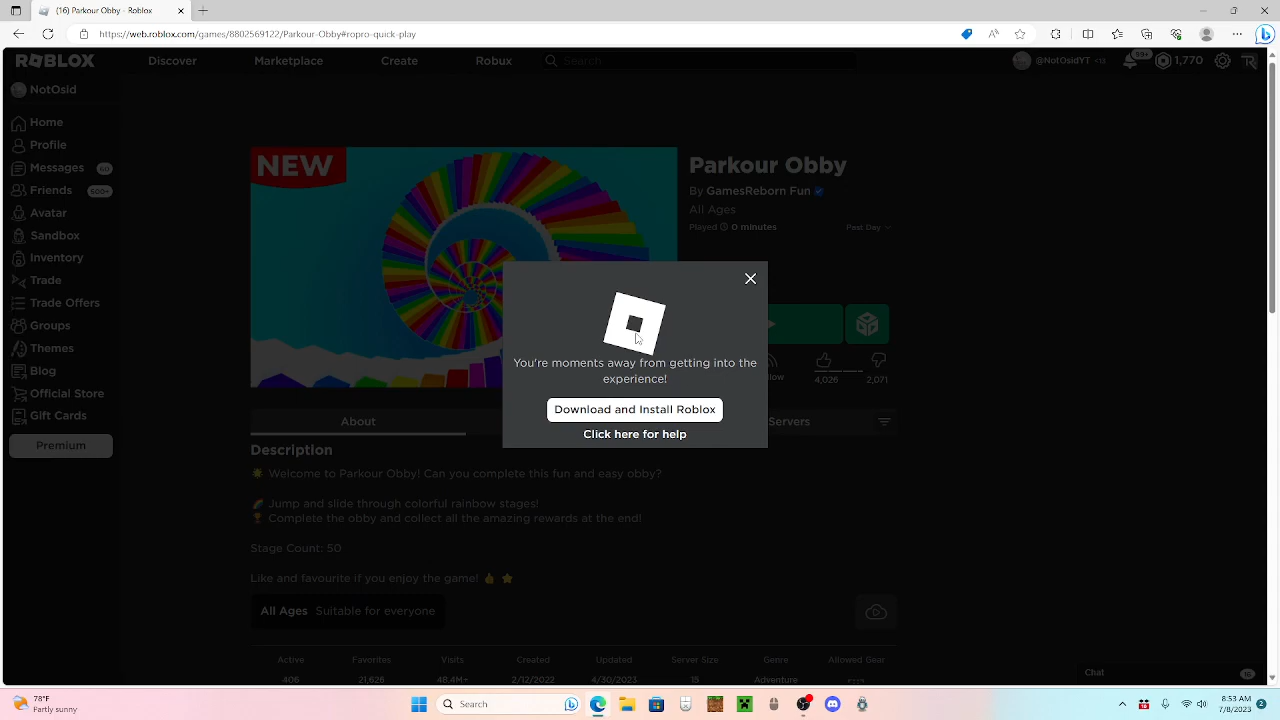 (16) Parkour Obby - Roblox
https://web.roblox.com/games/8802569122/Parkour-Obby#ropro-quick-play
ROBLOX
Discover
Marketplace
Create
Robux
Search
@NotOsidYT <13
99+
1,770
NotOsid
Home
Profile
Messages 60
Friends 500+
Avatar
Sandbox
Inventory
Trade
Trade Offers
Groups
Themes
Blog
Official Store
Gift Cards
Premium
NEW
Parkour Obby
By GamesReborn Fun
All Ages
Played 0 minutes
Past Day
You're moments away from getting into the
experience!
Download and Install Roblox
Click here for help
4,026
2,071
About
Servers
Description
Welcome to Parkour Obby! Can you complete this fun and easy obby?
Jump and slide through colorful rainbow stages!
Complete the obby and collect all the amazing rewards at the end!
Stage Count: 50
Like and favourite if you enjoy the game!
All Ages Suitable for everyone
Active Favorites Visits Created Updated Server Size Genre Allowed Gear
406 21,626 48.4M+ 2/12/2022 4/30/2023 15 Adventure
Chat
Partly sunny
Search
8:53 AM
7/8/2023
2